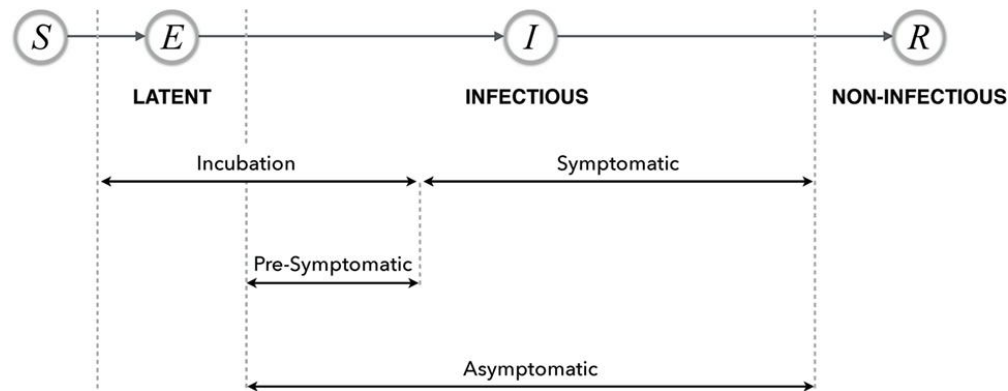 S E I R
LATENT INFECTIOUS NON-INFECTIOUS
Incubation Symptomatic
Pre-Symptomatic
Asymptomatic